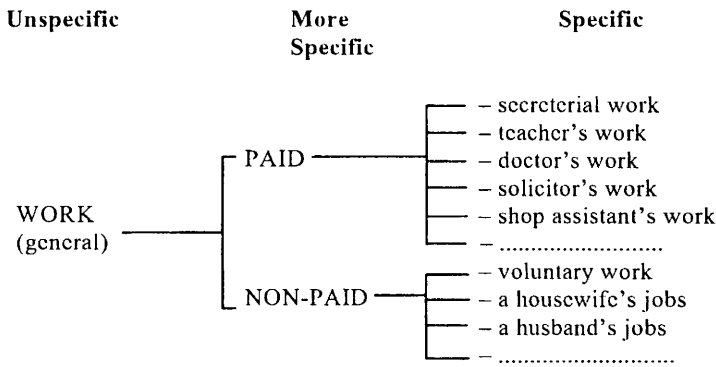 Unspecific
More
Specific
Specific
WORK
(general)
PAID
– secreterial work
– teacher's work
– doctor's work
– solicitor's work
– shop assistant's work
– ..........................
NON-PAID
– voluntary work
– a housewife's jobs
– a husband's jobs
– ............................